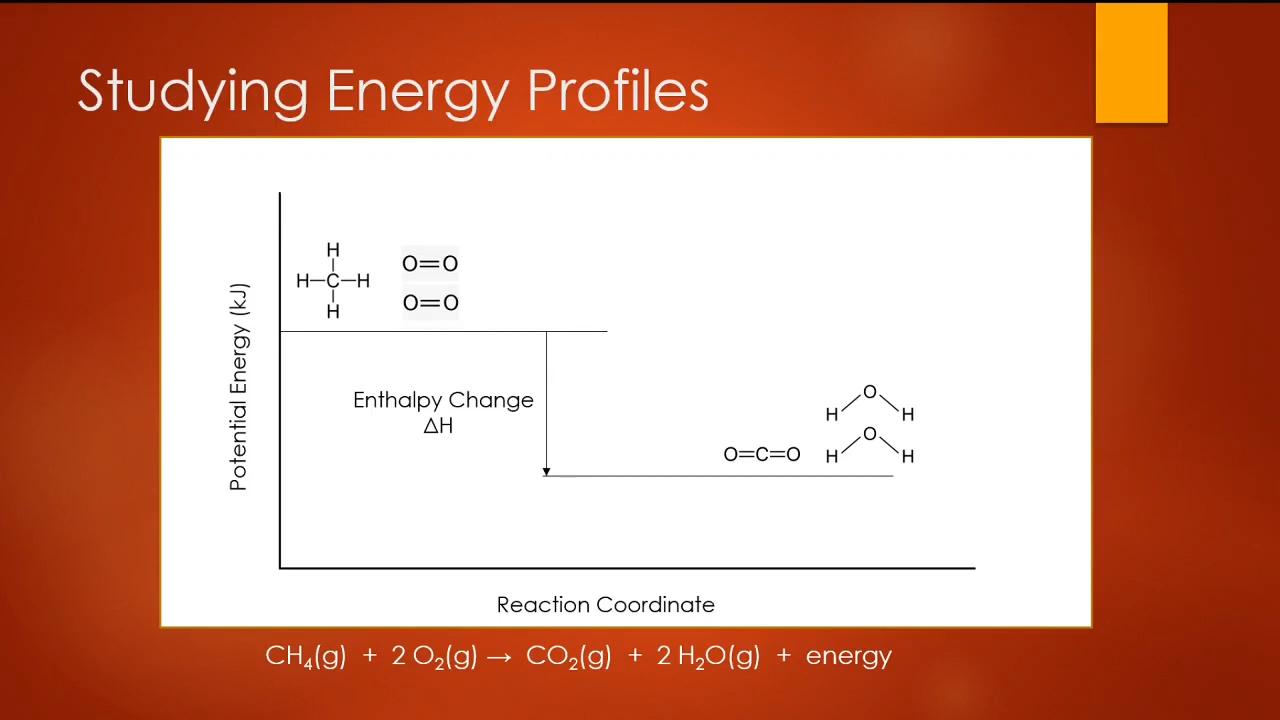 Studying Energy Profiles
Potential Energy (kJ)
H
H–C–H
H
O=O
O=O
Enthalpy Change
ΔH
O=C=O
O
H H
O
H H
Reaction Coordinate
CH₄(g) + 2 O₂(g) → CO₂(g) + 2 H₂O(g) + energy